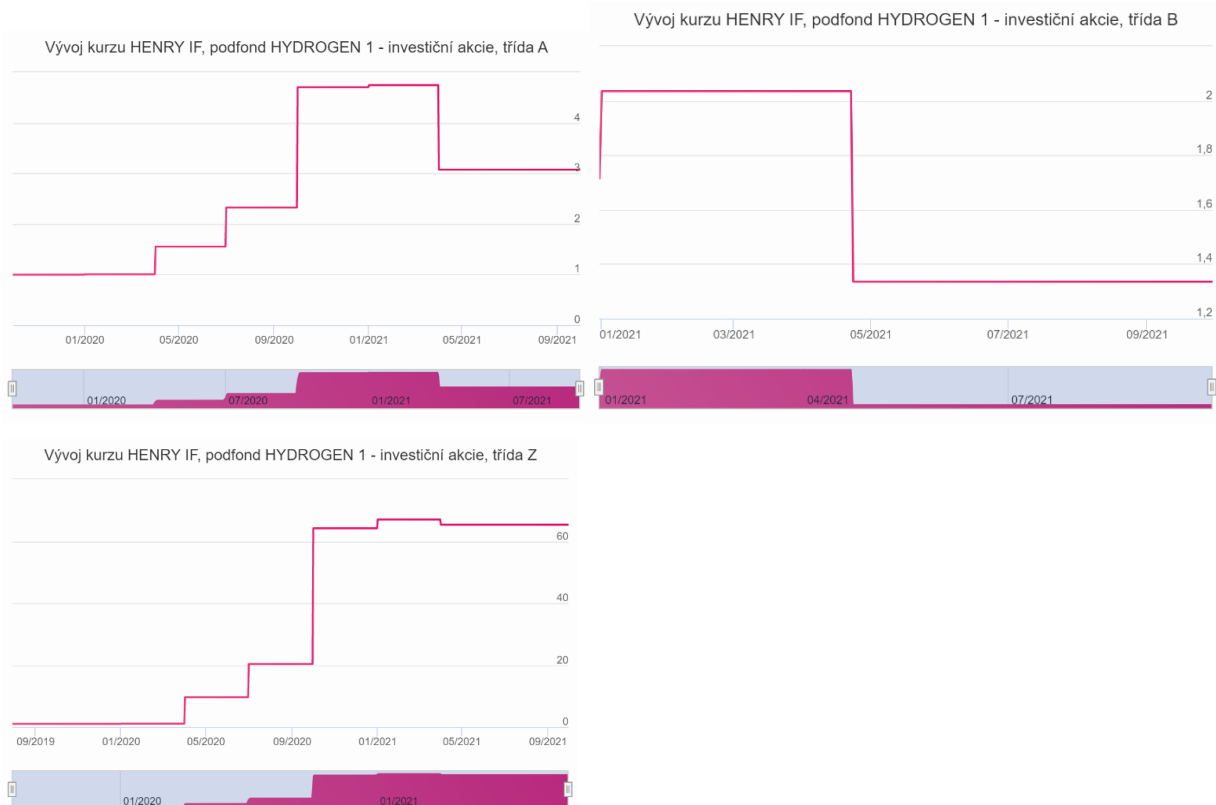 Vývoj kurzu HENRY IF, podfond HYDROGEN 1 - investiční akcie, třída A
4
3
2
1
0
01/2020 05/2020 09/2020 01/2021 05/2021 09/2021
01/2020 07/2020 01/2021 07/2021
Vývoj kurzu HENRY IF, podfond HYDROGEN 1 - investiční akcie, třída B
2
1,8
1,6
1,4
1,2
01/2021 03/2021 05/2021 07/2021 09/2021
01/2021 04/2021 07/2021
Vývoj kurzu HENRY IF, podfond HYDROGEN 1 - investiční akcie, třída Z
60
40
20
0
09/2019 01/2020 05/2020 09/2020 01/2021 05/2021 09/2021
01/2020 01/2021